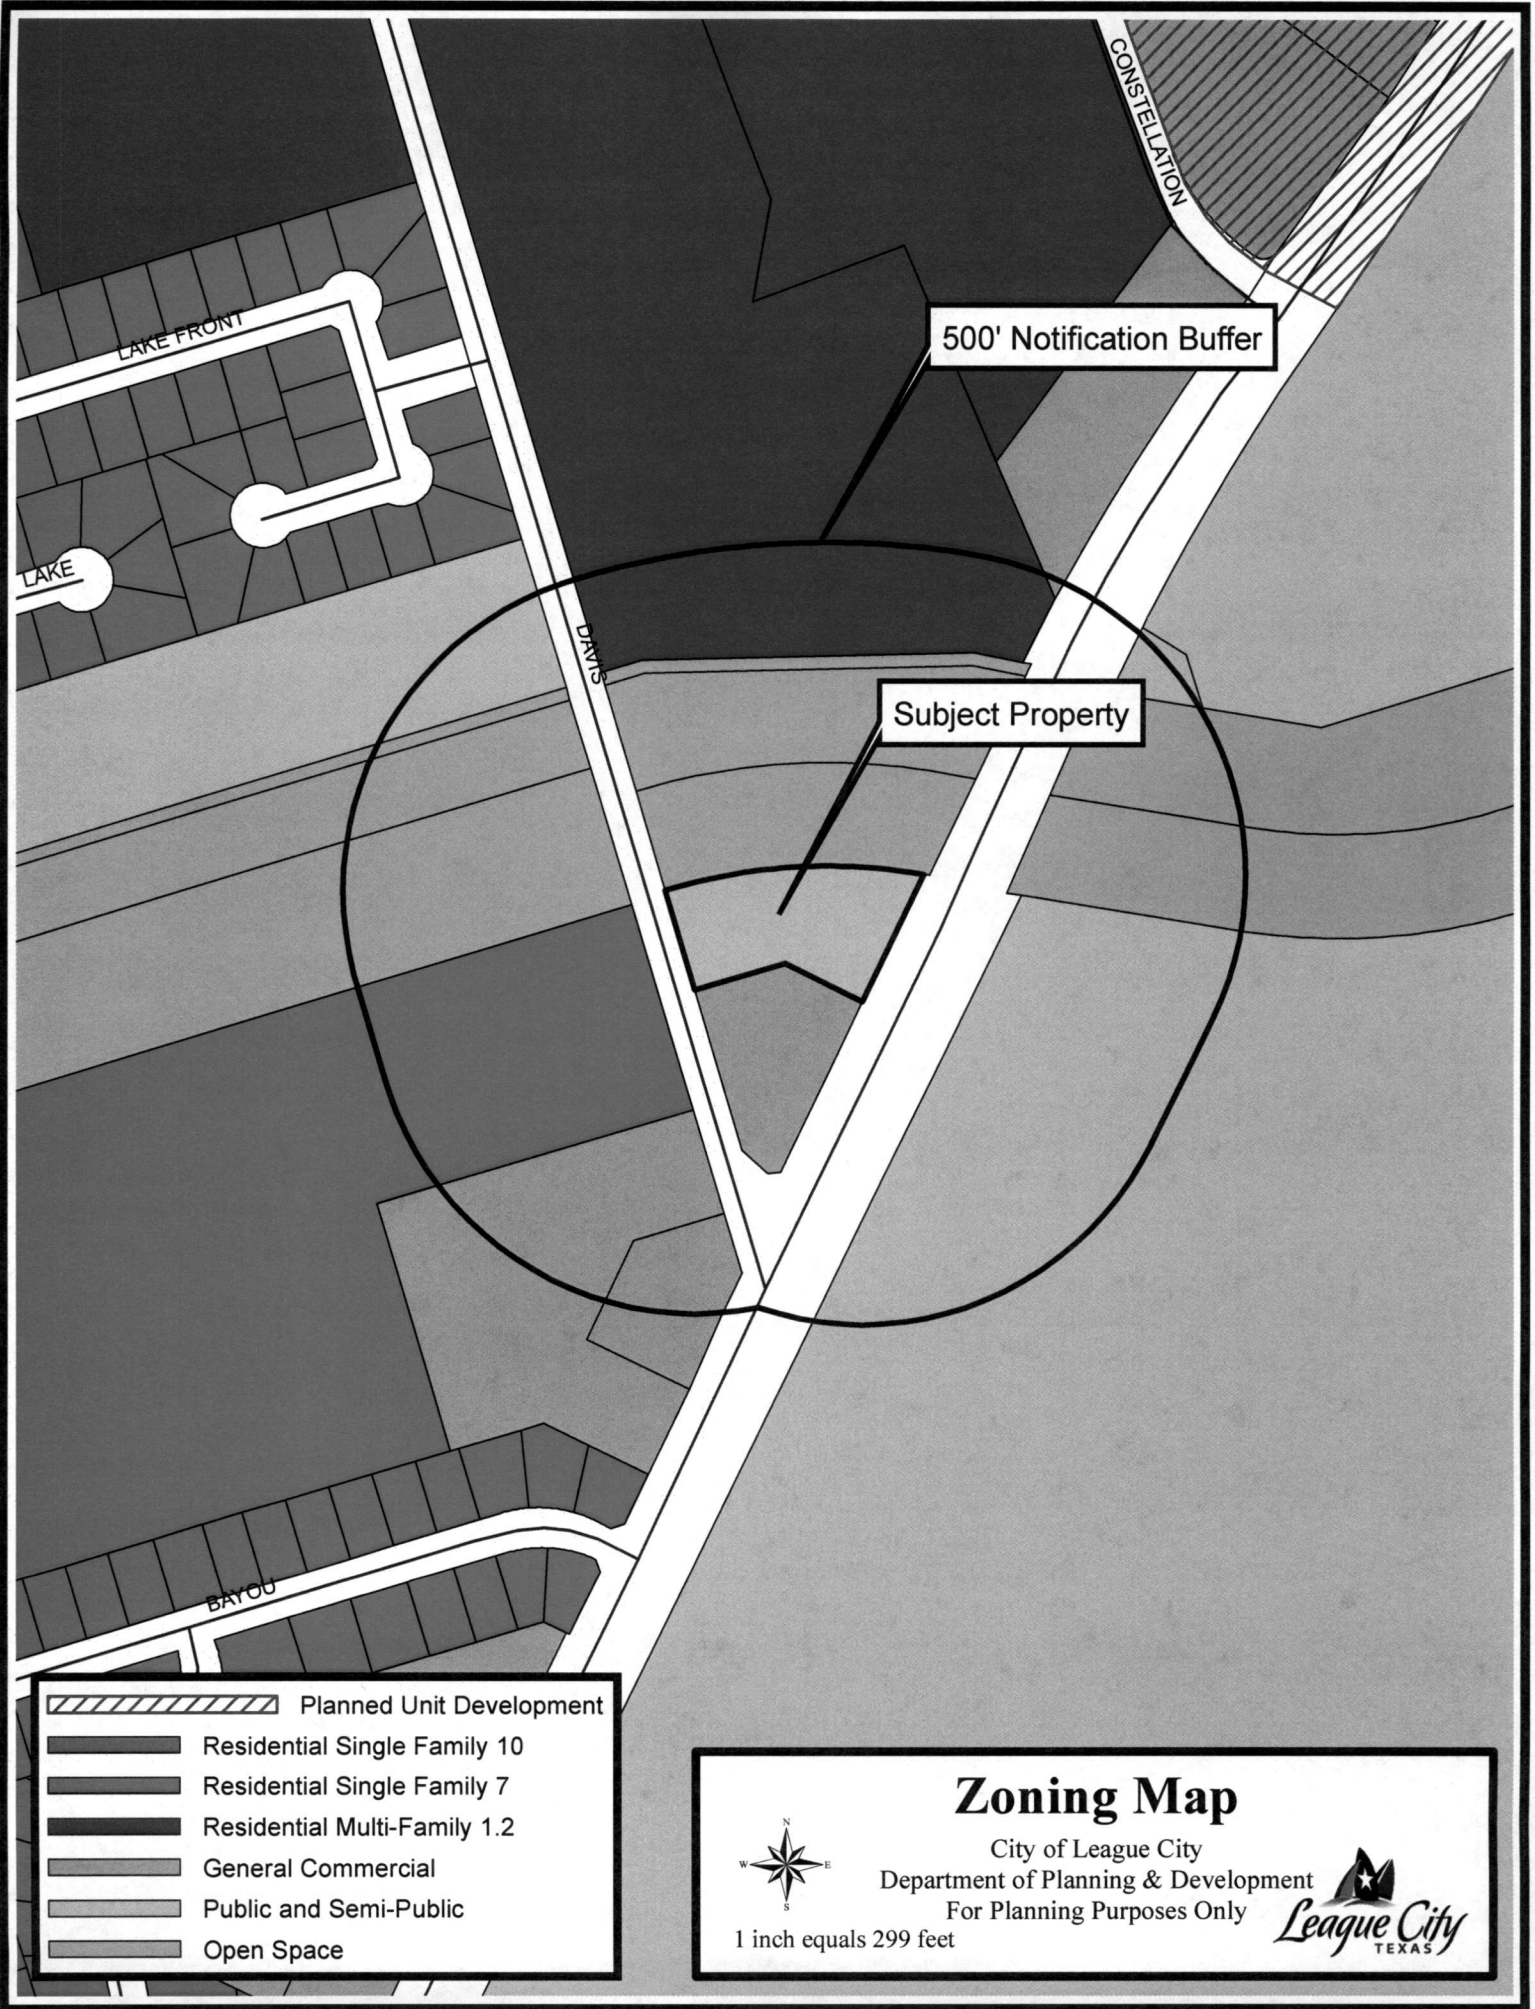 CONSTELLATION
LAKE FRONT
500' Notification Buffer
LAKE
DAVIS
Subject Property
BAYOU
Planned Unit Development
Residential Single Family 10
Residential Single Family 7
Residential Multi-Family 1.2
General Commercial
Public and Semi-Public
Open Space
Zoning Map
City of League City
Department of Planning & Development
For Planning Purposes Only
1 inch equals 299 feet
N
W
E
S
League City
TEXAS